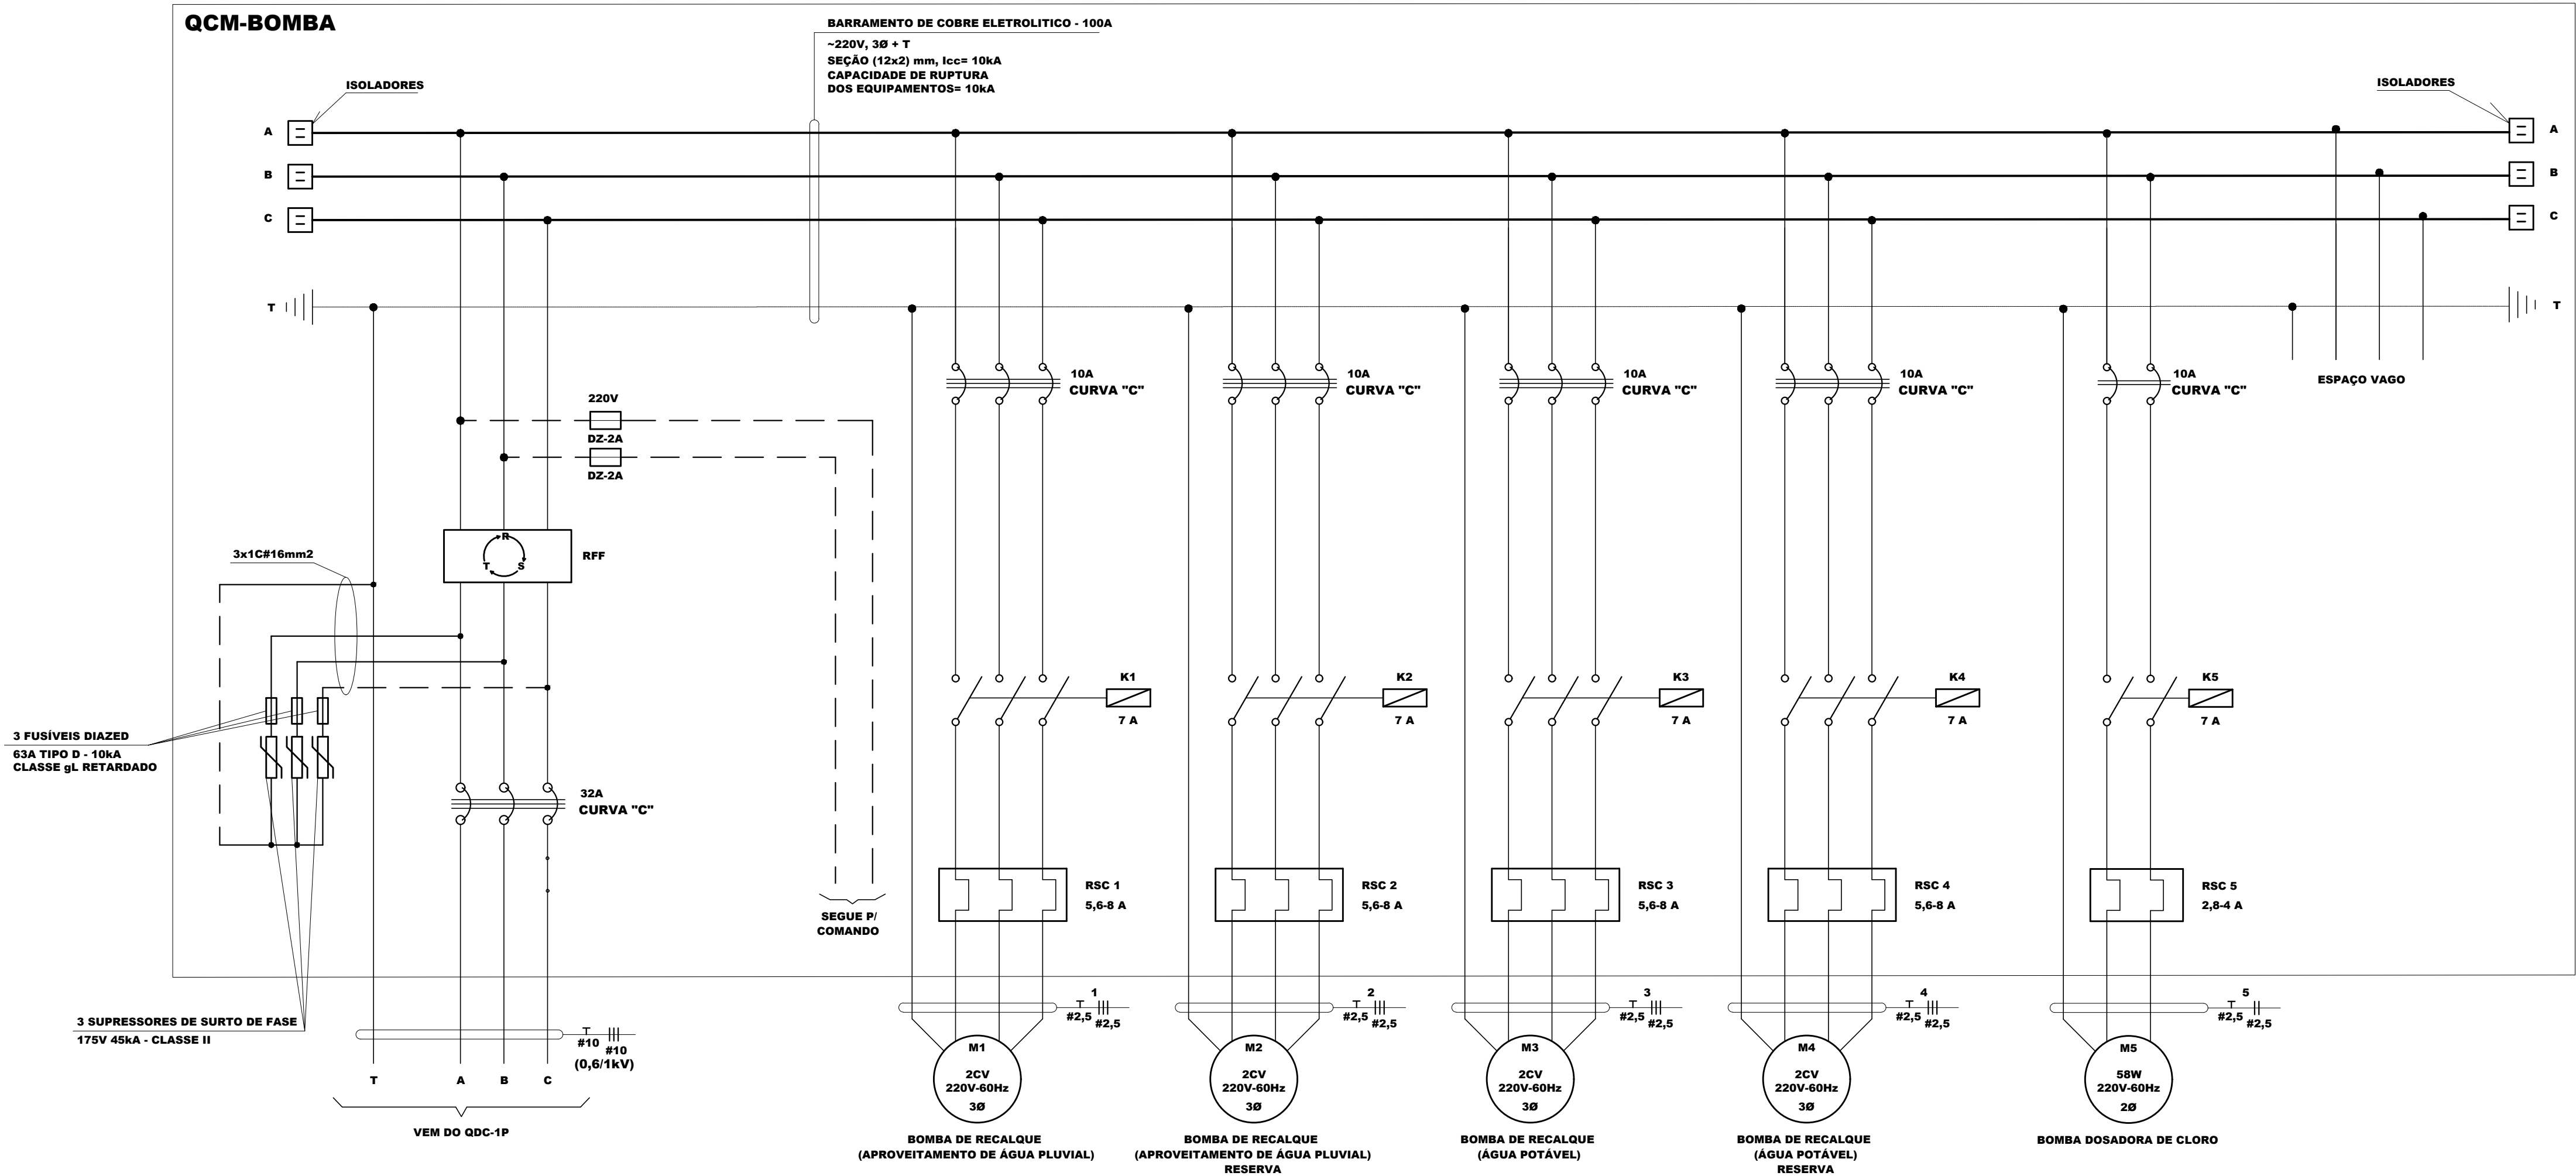 QCM-BOMBA
BARRAMENTO DE COBRE ELETROLITICO - 100A
~220V, 3Ø + T
SEÇÃO (12x2) mm, Icc= 10kA
CAPACIDADE DE RUPTURA
DOS EQUIPAMENTOS= 10kA
ISOLADORES
ISOLADORES
A
A
B
B
C
C
T
T
10A
CURVA "C"
10A
CURVA "C"
10A
CURVA "C"
10A
CURVA "C"
10A
CURVA "C"
ESPAÇO VAGO
220V
DZ-2A
DZ-2A
R
T
S
RFF
3x1C#16mm2
3 FUSÍVEIS DIAZED
63A TIPO D - 10kA
CLASSE gL RETARDADO
32A
CURVA "C"
K1
7 A
K2
7 A
K3
7 A
K4
7 A
K5
7 A
SEGUE P/
COMANDO
RSC 1
5,6-8 A
RSC 2
5,6-8 A
RSC 3
5,6-8 A
RSC 4
5,6-8 A
RSC 5
2,8-4 A
3 SUPRESSORES DE SURTO DE FASE
175V 45kA - CLASSE II
#10
#10
(0,6/1kV)
T
A
B
C
VEM DO QDC-1P
1
#2,5
#2,5
2
#2,5
#2,5
3
#2,5
#2,5
4
#2,5
#2,5
5
#2,5
#2,5
M1
2CV
220V-60Hz
3Ø
BOMBA DE RECALQUE
(APROVEITAMENTO DE ÁGUA PLUVIAL)
M2
2CV
220V-60Hz
3Ø
BOMBA DE RECALQUE
(APROVEITAMENTO DE ÁGUA PLUVIAL)
RESERVA
M3
2CV
220V-60Hz
3Ø
BOMBA DE RECALQUE
(ÁGUA POTÁVEL)
M4
2CV
220V-60Hz
3Ø
BOMBA DE RECALQUE
(ÁGUA POTÁVEL)
RESERVA
M5
58W
220V-60Hz
2Ø
BOMBA DOSADORA DE CLORO